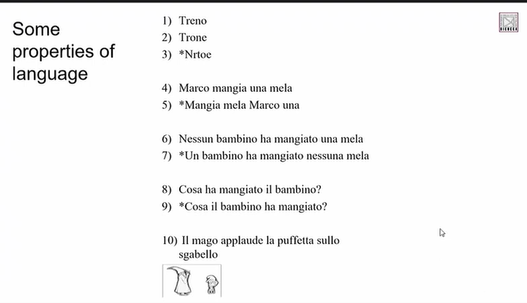 Some
properties of
language
1) Treno
2) Trone
3) *Nrtoe
4) Marco mangia una mela
5) *Mangia mela Marco una
6) Nessun bambino ha mangiato una mela
7) *Un bambino ha mangiato nessuna mela
8) Cosa ha mangiato il bambino?
9) *Cosa il bambino ha mangiato?
10) Il mago applaude la puffetta sullo
sgabello